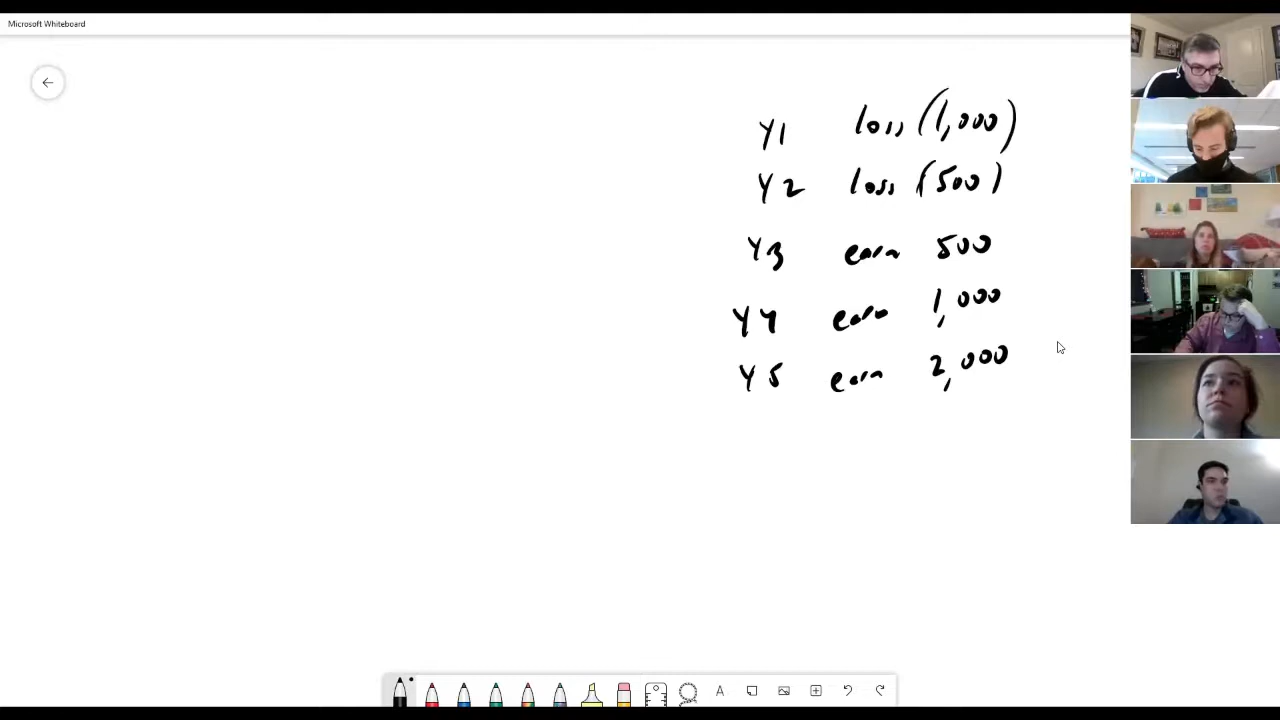 Microsoft Whiteboard
Y1 loss (1,000)
Y2 loss (500)
Y3 earn 500
Y4 earn 1,000
Y5 earn 2,000
A